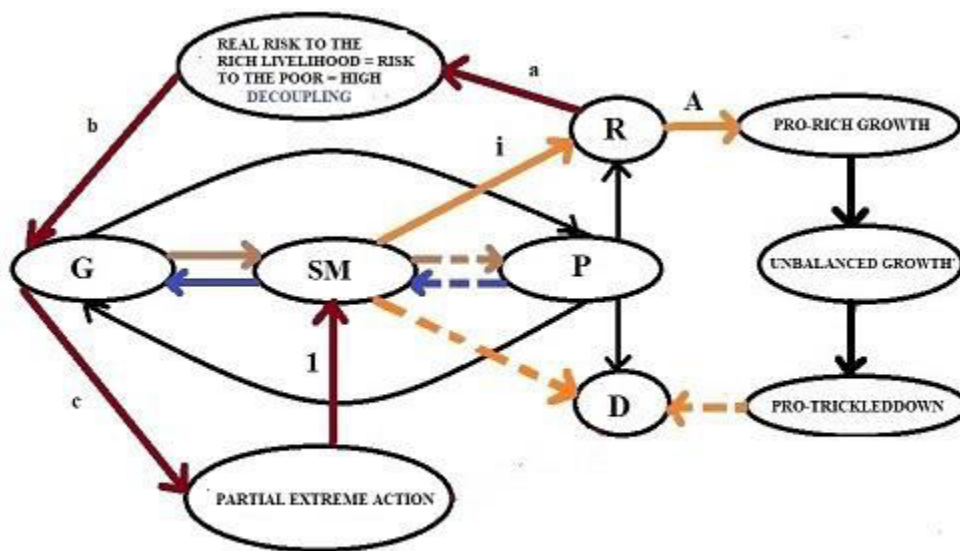 REAL RISK TO THE
RICH LIVELIHOOD = RISK
TO THE POOR = HIGH
DECOUPLING
a
A
R
PRO-RICH GROWTH
b
i
G
SM
P
UNBALANCED GROWTH
1
c
D
PRO-TRICKLEDDOWN
PARTIAL EXTREME ACTION